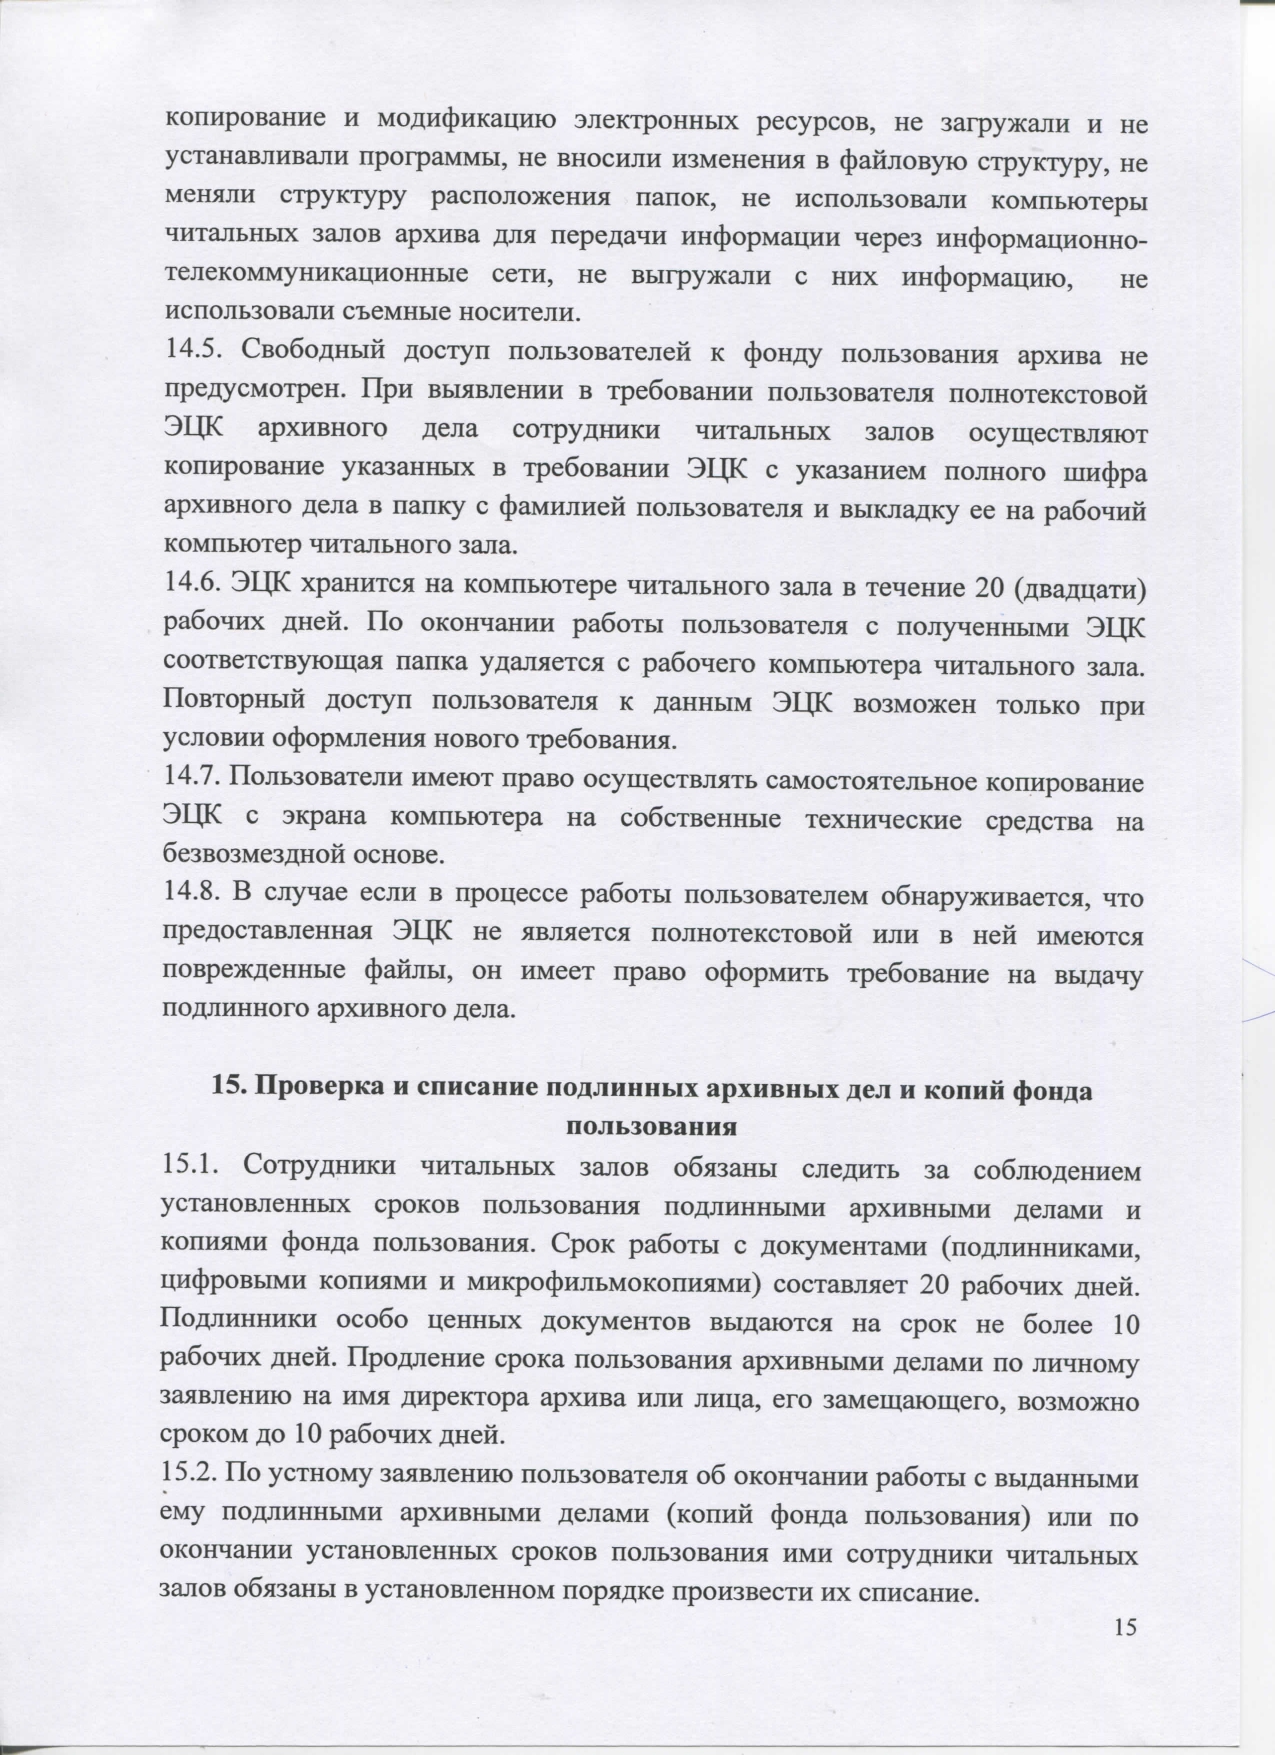 копирование и модификацию электронных ресурсов, не загружали и не
устанавливали программы, не вносили изменения в файловую структуру, не
меняли структуру расположения папок, не использовали компьютеры
читальных залов архива для передачи информации через информационно-
телекоммуникационные сети, не выгружали с них информацию, не
использовали съемные носители.
14.5. Свободный доступ пользователей к фонду пользования архива не
предусмотрен. При выявлении в требовании пользователя полнотекстовой
ЭЦК архивного дела сотрудники читальных залов осуществляют
копирование указанных в требовании ЭЦК с указанием полного шифра
архивного дела в папку с фамилией пользователя и выкладку ее на рабочий
компьютер читального зала.
14.6. ЭЦК хранится на компьютере читального зала в течение 20 (двадцати)
рабочих дней. По окончании работы пользователя с полученными ЭЦК
соответствующая папка удаляется с рабочего компьютера читального зала.
Повторный доступ пользователя к данным ЭЦК возможен только при
условии оформления нового требования.
14.7. Пользователи имеют право осуществлять самостоятельное копирование
ЭЦК с экрана компьютера на собственные технические средства на
безвозмездной основе.
14.8. В случае если в процессе работы пользователем обнаруживается, что
предоставленная ЭЦК не является полнотекстовой или в ней имеются
поврежденные файлы, он имеет право оформить требование на выдачу
подлинного архивного дела.
15. Проверка и списание подлинных архивных дел и копий фонда
пользования
15.1. Сотрудники читальных залов обязаны следить за соблюдением
установленных сроков пользования подлинными архивными делами и
копиями фонда пользования. Срок работы с документами (подлинниками,
цифровыми копиями и микрофильмокопиями) составляет 20 рабочих дней.
Подлинники особо ценных документов выдаются на срок не более 10
рабочих дней. Продление срока пользования архивными делами по личному
заявлению на имя директора архива или лица, его замещающего, возможно
сроком до 10 рабочих дней.
15.2. По устному заявлению пользователя об окончании работы с выданными
ему подлинными архивными делами (копий фонда пользования) или по
окончании установленных сроков пользования ими сотрудники читальных
залов обязаны в установленном порядке произвести их списание.
15